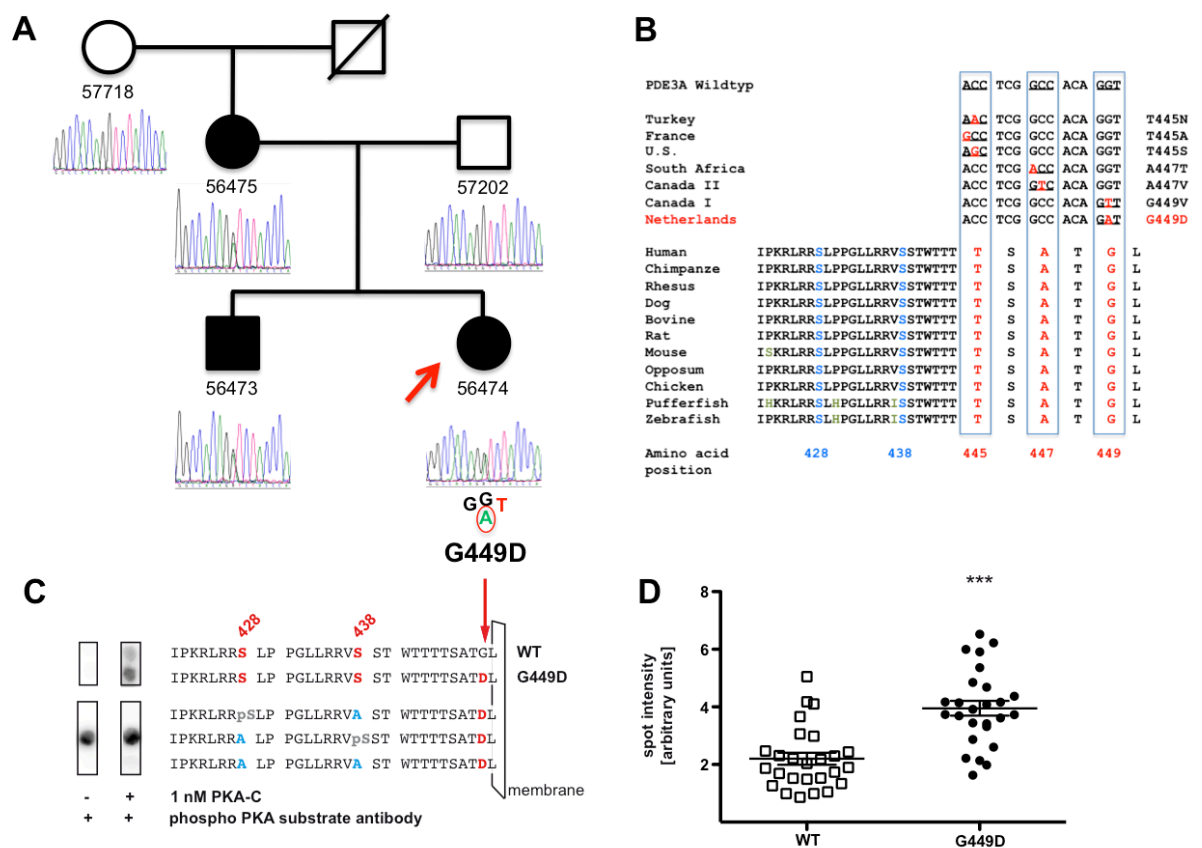 A
57718
56475
57202
56473
56474
G G T
A
G449D
B
PDE3A Wildtyp ACC TCG GCC ACA GGT
Turkey AAC TCG GCC ACA GGT T445N
France GCC TCG GCC ACA GGT T445A
U.S. AGC TCG GCC ACA GGT T445S
South Africa ACC TCG ACC ACA GGT A447T
Canada II ACC TCG GTC ACA GGT A447V
Canada I ACC TCG GCC ACA GTT G449V
Netherlands ACC TCG GCC ACA GAT G449D
Human IPKRLRRSLPPGLLRRVSSTWTTT T S A T G L
Chimpanze IPKRLRRSLPPGLLRRVSSTWTTT T S A T G L
Rhesus IPKRLRRSLPPGLLRRVSSTWTTT T S A T G L
Dog IPKRLRRSLPPGLLRRVSSTWTTT T S A T G L
Bovine IPKRLRRSLPPGLLRRVSSTWTTT T S A T G L
Rat IPKRLRRSLPPGLLRRVSSTWTTT T S A T G L
Mouse ISKRLRRSLPPGLLRRVSSTWTTT T S A T G L
Opposum IPKRLRRSLPPGLLRRVSSTWTTT T S A T G L
Chicken IPKRLRRSLPPGLLRRVSSTWTTT T S A T G L
Pufferfish IHKRLRRSLHPGLLRRISSTWTTT T S A T G L
Zebrafish IPKRLRRSLHPGLLRRISSTWTTT T S A T G L
Amino acid 428 438 445 447 449
position
C
428 438
IPKRLRRS LP PGLLRRVS ST WTTTTSATGL WT
IPKRLRRS LP PGLLRRVS ST WTTTTSATDL G449D
IPKRLRRpSLP PGLLRRVA ST WTTTTSATDL
IPKRLRRA LP PGLLRRVpSST WTTTTSATDL
IPKRLRRA LP PGLLRRVA ST WTTTTSATDL
membrane
- + 1 nM PKA-C
+ + phospho PKA substrate antibody
D
***
spot intensity
[arbitrary units]
8
6
4
2
WT G449D